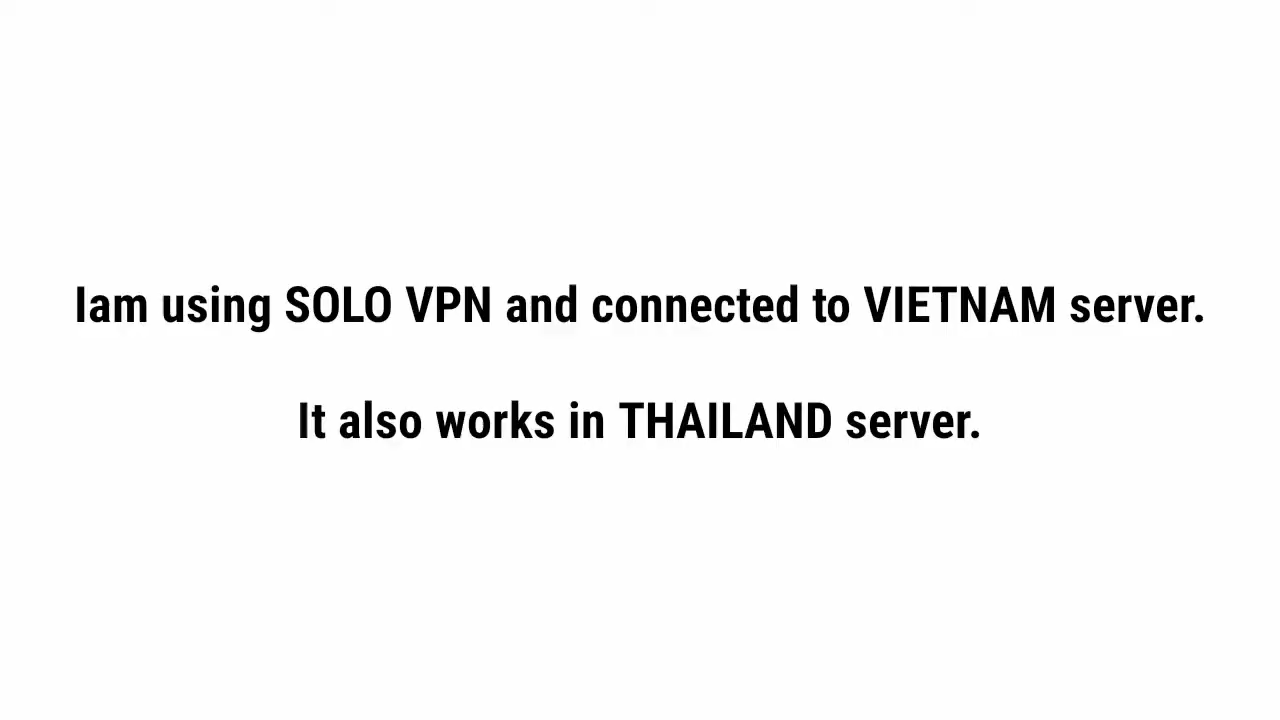 Iam using SOLO VPN and connected to VIETNAM server.
It also works in THAILAND server.